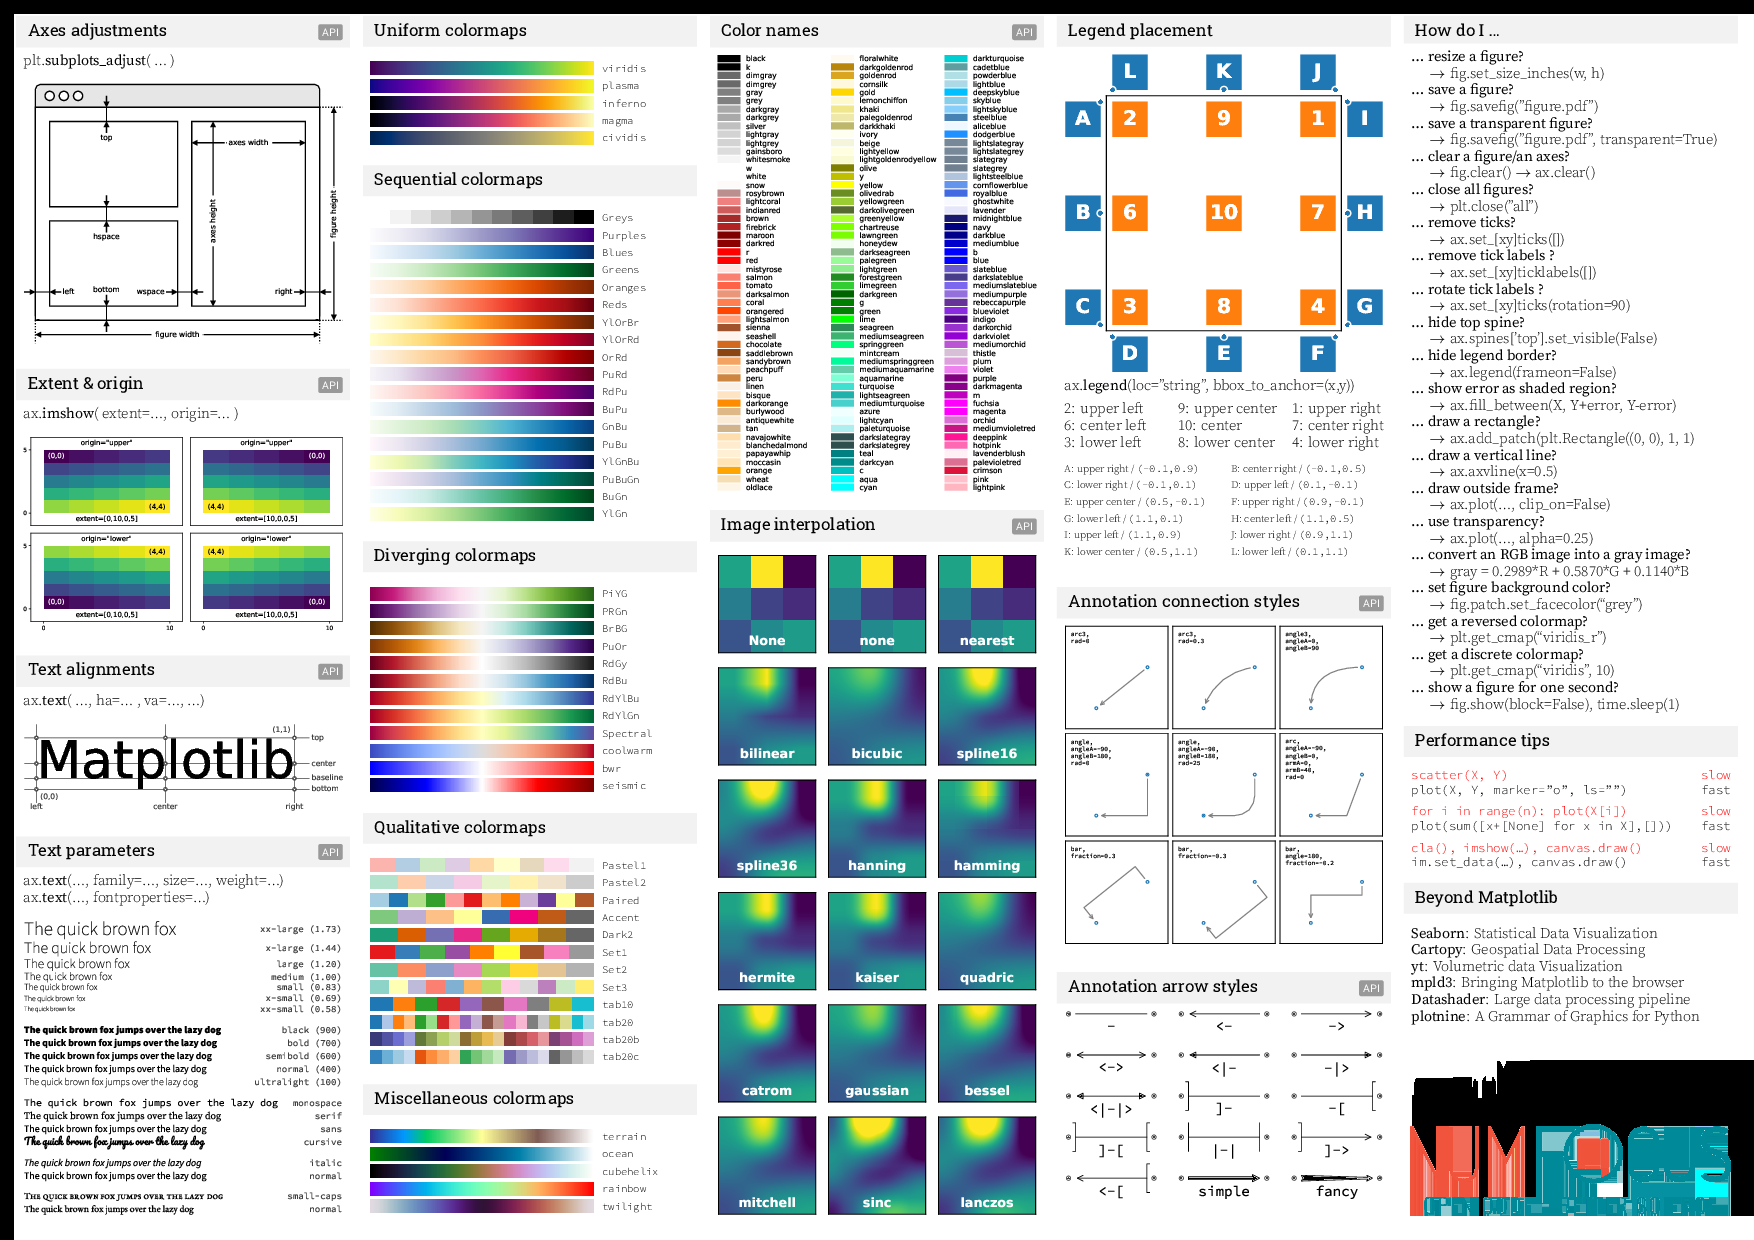 Axes adjustments
API
plt.subplots_adjust( … )
top
axes width
axes height
figure height
hspace
left
bottom
wspace
right
figure width
Extent & origin
API
ax.imshow( extent=…, origin=… )
origin="upper"
origin="upper"
5
(0,0)
(0,0)
(4,4)
(4,4)
0
extent=[0,10,0,5]
extent=[10,0,0,5]
origin="lower"
origin="lower"
5
(4,4)
(4,4)
(0,0)
(0,0)
0
extent=[0,10,0,5]
extent=[10,0,0,5]
0 10 0 10
Text alignments
API
ax.text( …, ha=… , va=…, …)
(1,1)
top
Matplotlib
center
baseline
bottom
(0,0)
left center right
Text parameters
API
ax.text(…, family=…, size=…, weight=…)
ax.text(…, fontproperties=…)
The quick brown fox xx-large (1.73)
The quick brown fox x-large (1.44)
The quick brown fox large (1.20)
The quick brown fox medium (1.00)
The quick brown fox small (0.83)
The quick brown fox x-small (0.69)
The quick brown fox xx-small (0.58)
The quick brown fox jumps over the lazy dog black (900)
The quick brown fox jumps over the lazy dog bold (700)
The quick brown fox jumps over the lazy dog semibold (600)
The quick brown fox jumps over the lazy dog normal (400)
The quick brown fox jumps over the lazy dog ultralight (100)
The quick brown fox jumps over the lazy dog monospace
The quick brown fox jumps over the lazy dog serif
The quick brown fox jumps over the lazy dog sans
The quick brown fox jumps over the lazy dog cursive
The quick brown fox jumps over the lazy dog italic
The quick brown fox jumps over the lazy dog normal
The quick brown fox jumps over the lazy dog small-caps
The quick brown fox jumps over the lazy dog normal
Uniform colormaps
viridis
plasma
inferno
magma
cividis
Sequential colormaps
Greys
Purples
Blues
Greens
Oranges
Reds
YlOrBr
YlOrRd
OrRd
PuRd
RdPu
BuPu
GnBu
PuBu
YlGnBu
PuBuGn
BuGn
YlGn
Diverging colormaps
PiYG
PRGn
BrBG
PuOr
RdGy
RdBu
RdYlBu
RdYlGn
Spectral
coolwarm
bwr
seismic
Qualitative colormaps
Pastel1
Pastel2
Paired
Accent
Dark2
Set1
Set2
Set3
tab10
tab20
tab20b
tab20c
Miscellaneous colormaps
terrain
ocean
cubehelix
rainbow
twilight
Color names
API
black
k
dimgray
dimgrey
gray
grey
darkgray
darkgrey
silver
lightgray
lightgrey
gainsboro
whitesmoke
w
white
snow
rosybrown
lightcoral
indianred
brown
firebrick
maroon
darkred
r
red
mistyrose
salmon
tomato
darksalmon
coral
orangered
lightsalmon
sienna
seashell
chocolate
saddlebrown
sandybrown
peachpuff
peru
linen
bisque
darkorange
burlywood
antiquewhite
tan
navajowhite
blanchedalmond
papayawhip
moccasin
orange
wheat
oldlace
floralwhite
darkgoldenrod
goldenrod
cornsilk
gold
lemonchiffon
khaki
palegoldenrod
darkkhaki
ivory
beige
lightyellow
lightgoldenrodyellow
olive
y
yellow
olivedrab
yellowgreen
darkolivegreen
greenyellow
chartreuse
lawngreen
honeydew
darkseagreen
palegreen
lightgreen
forestgreen
limegreen
darkgreen
g
green
lime
seagreen
mediumseagreen
springgreen
mintcream
mediumspringgreen
mediumaquamarine
aquamarine
turquoise
lightseagreen
mediumturquoise
azure
lightcyan
paleturquoise
darkslategray
darkslategrey
teal
darkcyan
c
aqua
cyan
darkturquoise
cadetblue
powderblue
lightblue
deepskyblue
skyblue
lightskyblue
steelblue
aliceblue
dodgerblue
lightslategray
lightslategrey
slategray
slategrey
lightsteelblue
cornflowerblue
royalblue
ghostwhite
lavender
midnightblue
navy
darkblue
mediumblue
b
blue
slateblue
darkslateblue
mediumslateblue
mediumpurple
rebeccapurple
blueviolet
indigo
darkorchid
darkviolet
mediumorchid
thistle
plum
violet
purple
darkmagenta
m
fuchsia
magenta
orchid
mediumvioletred
deeppink
hotpink
lavenderblush
palevioletred
crimson
pink
lightpink
Image interpolation
API
None none nearest
bilinear bicubic spline16
spline36 hanning hamming
hermite kaiser quadric
catrom gaussian bessel
mitchell sinc lanczos
Legend placement
L K J
A 2 9 1 I
B 6 10 7 H
C 3 8 4 G
D E F
ax.legend(loc="string", bbox_to_anchor=(x,y))
2: upper left 9: upper center 1: upper right
6: center left 10: center 7: center right
3: lower left 8: lower center 4: lower right
A: upper right / (−0.1,0.9) B: center right / (−0.1,0.5)
C: lower right / (−0.1,0.1) D: upper left / (0.1,−0.1)
E: upper center / (0.5,−0.1) F: upper right / (0.9,−0.1)
G: lower left / (1.1,0.1) H: center left / (1.1,0.5)
I: upper left / (1.1,0.9) J: lower right / (0.9,1.1)
K: lower center / (0.5,1.1) L: lower left / (0.1,1.1)
Annotation connection styles
API
arc3,
rad=0
arc3,
rad=0.3
angle3,
angleA=0,
angleB=90
angle,
angleA=-90,
angleB=180,
rad=0
angle,
angleA=-90,
angleB=180,
rad=25
arc,
angleA=-90,
angleB=0,
armA=0,
armB=40,
rad=0
bar,
fraction=0.3
bar,
fraction=-0.3
bar,
angle=180,
fraction=-0.2
Annotation arrow styles
API
- <- ->
<-> <|- -|>
<|-|> ]- -[
]-[ |-| ]->
<-[ simple fancy
How do I …
… resize a figure?
→ fig.set_size_inches(w, h)
… save a figure?
→ fig.savefig("figure.pdf")
… save a transparent figure?
→ fig.savefig("figure.pdf", transparent=True)
… clear a figure/an axes?
→ fig.clear() → ax.clear()
… close all figures?
→ plt.close("all")
… remove ticks?
→ ax.set_[xy]ticks([])
… remove tick labels ?
→ ax.set_[xy]ticklabels([])
… rotate tick labels ?
→ ax.set_[xy]ticks(rotation=90)
… hide top spine?
→ ax.spines['top'].set_visible(False)
… hide legend border?
→ ax.legend(frameon=False)
… show error as shaded region?
→ ax.fill_between(X, Y+error, Y-error)
… draw a rectangle?
→ ax.add_patch(plt.Rectangle((0, 0), 1, 1)
… draw a vertical line?
→ ax.axvline(x=0.5)
… draw outside frame?
→ ax.plot(…, clip_on=False)
… use transparency?
→ ax.plot(…, alpha=0.25)
… convert an RGB image into a gray image?
→ gray = 0.2989*R + 0.5870*G + 0.1140*B
… set figure background color?
→ fig.patch.set_facecolor("grey")
… get a reversed colormap?
→ plt.get_cmap("viridis_r")
… get a discrete colormap?
→ plt.get_cmap("viridis", 10)
… show a figure for one second?
→ fig.show(block=False), time.sleep(1)
Performance tips
scatter(X, Y) slow
plot(X, Y, marker="o", ls="") fast
for i in range(n): plot(X[i]) slow
plot(sum([x+[None] for x in X],[])) fast
cla(), imshow(…), canvas.draw() slow
im.set_data(…), canvas.draw() fast
Beyond Matplotlib
Seaborn: Statistical Data Visualization
Cartopy: Geospatial Data Processing
yt: Volumetric data Visualization
mpld3: Bringing Matplotlib to the browser
Datashader: Large data processing pipeline
plotnine: A Grammar of Graphics for Python